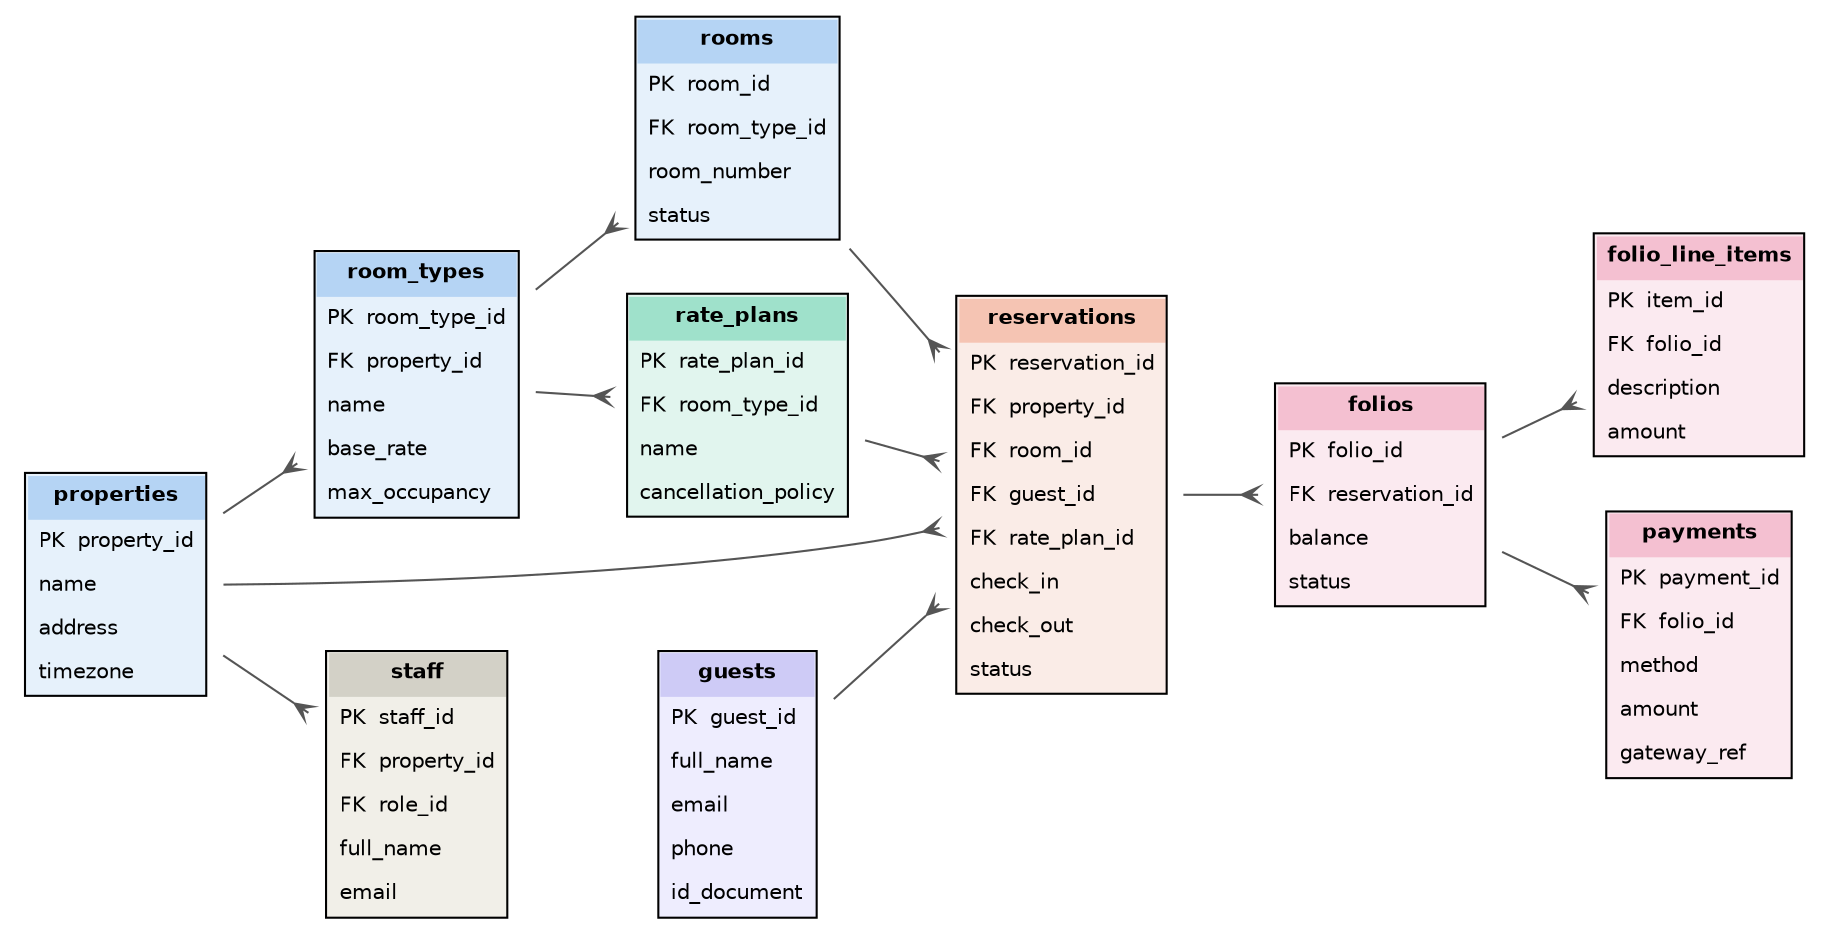 rooms
PK room_id
FK room_type_id
room_number
status
room_types
PK room_type_id
FK property_id
name
base_rate
max_occupancy
rate_plans
PK rate_plan_id
FK room_type_id
name
cancellation_policy
properties
PK property_id
name
address
timezone
staff
PK staff_id
FK property_id
FK role_id
full_name
email
guests
PK guest_id
full_name
email
phone
id_document
reservations
PK reservation_id
FK property_id
FK room_id
FK guest_id
FK rate_plan_id
check_in
check_out
status
folios
PK folio_id
FK reservation_id
balance
status
folio_line_items
PK item_id
FK folio_id
description
amount
payments
PK payment_id
FK folio_id
method
amount
gateway_ref